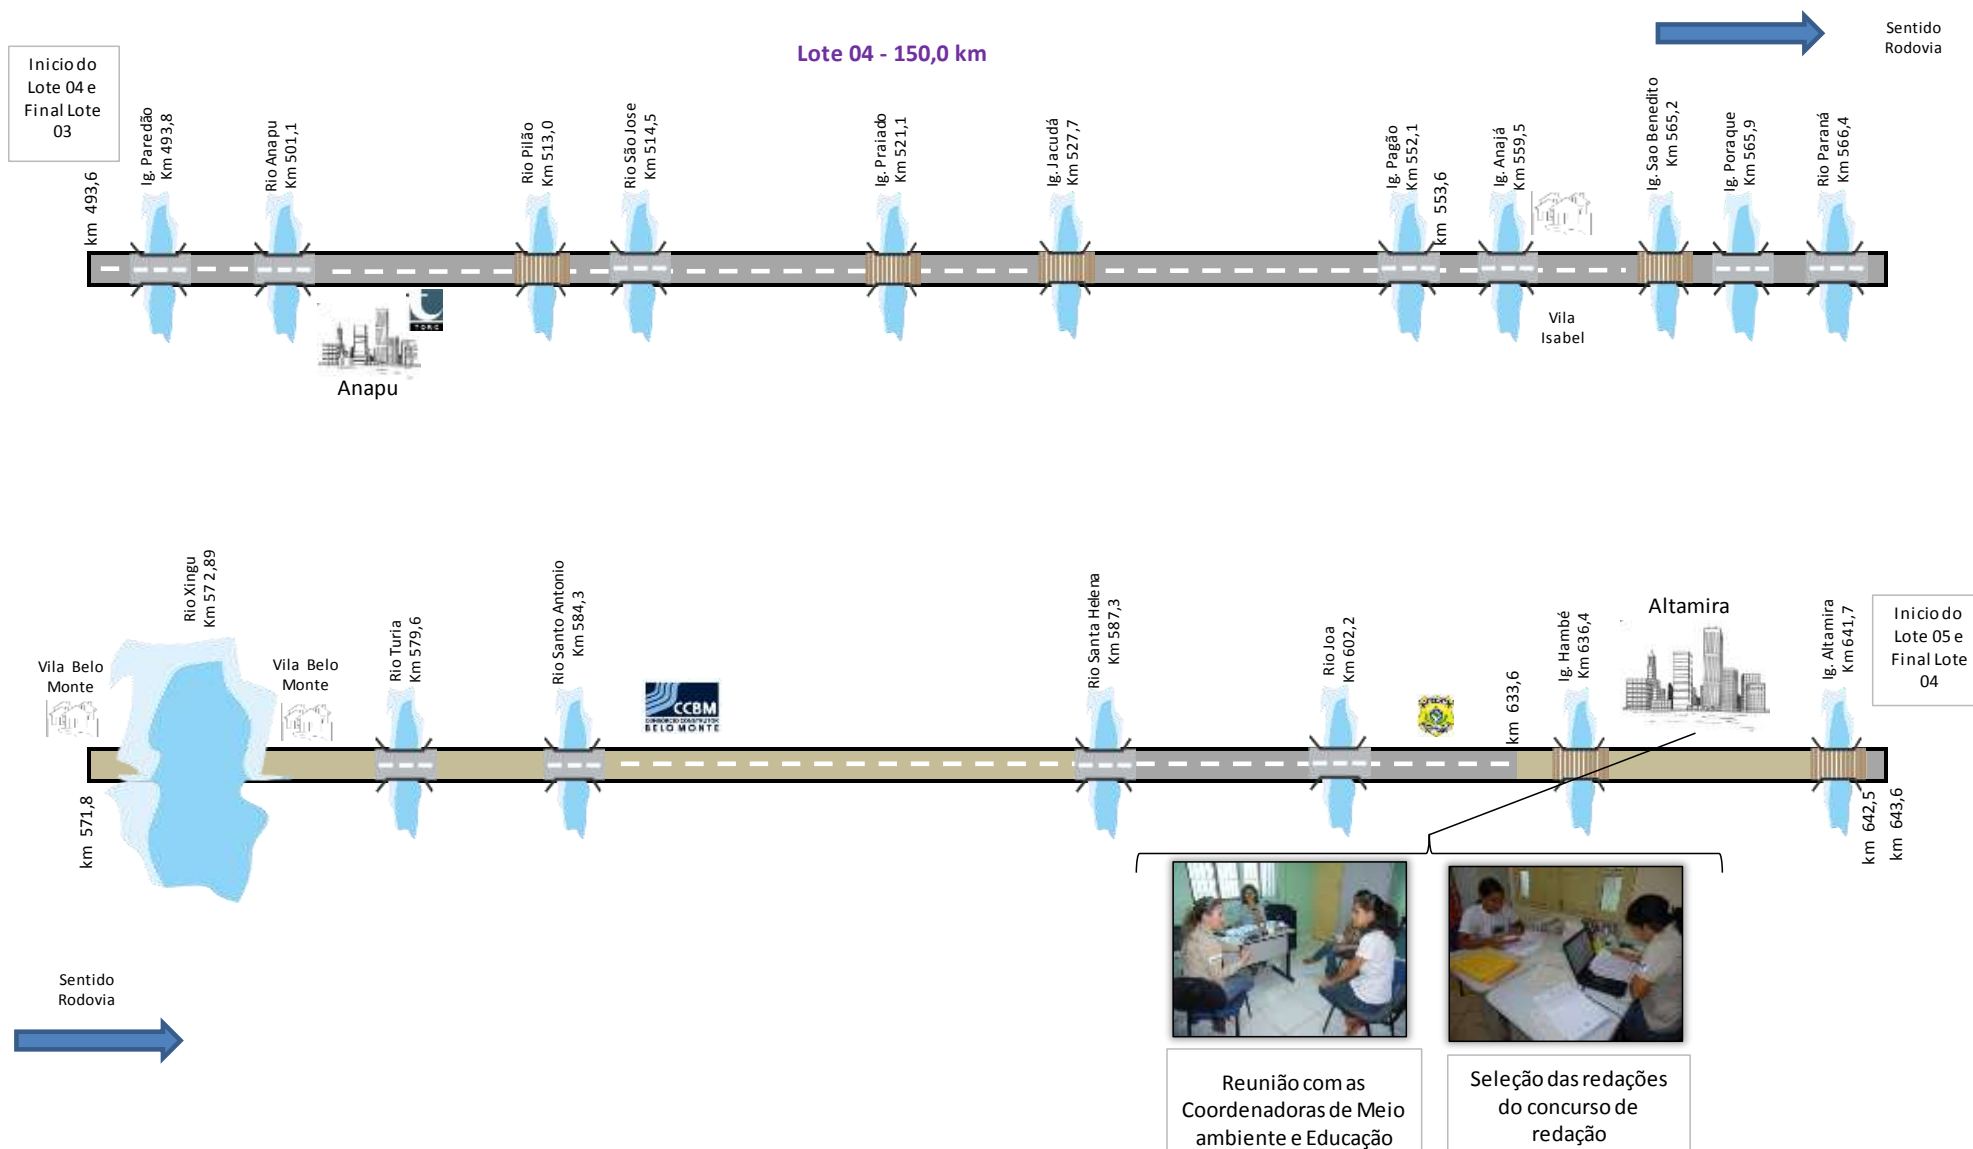 Lote 04 - 150,0 km
Sentido
Rodovia
Inicio do
Lote 04 e
Final Lote
03
km 493,6
Ig. Paredão
Km 493,8
Rio Anapu
Km 501,1
Rio Pilão
Km 513,0
Rio São Jose
Km 514,5
Ig. Praiado
Km 521,1
Ig. Jacudá
Km 527,7
Ig. Pagão
Km 552,1
km 553,6
Ig. Anajá
Km 559,5
Ig. Sao Benedito
Km 565,2
Ig. Poraque
Km 565,9
Rio Paraná
Km 566,4
Anapu
Vila
Isabel
Vila Belo
Monte
km 571,8
Rio Xingu
Km 57 2,89
Vila Belo
Monte
Rio Turia
Km 579,6
Rio Santo Antonio
Km 584,3
CCBM
CONSÓRCIO CONSTRUTOR
BELO MONTE
Rio Santa Helena
Km 587,3
Rio Joa
Km 602,2
km 633,6
Ig. Hambé
Km 636,4
Altamira
Ig. Altamira
Km 641,7
Inicio do
Lote 05 e
Final Lote
04
km 642,5
km 643,6
Sentido
Rodovia
Reunião com as
Coordenadoras de Meio
ambiente e Educação
Seleção das redações
do concurso de
redação